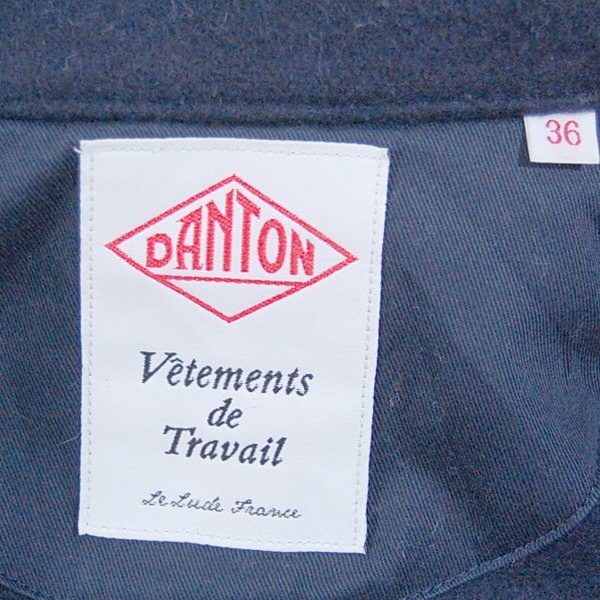 36
DANTON
Vêtements
de
Travail
Le Lude France